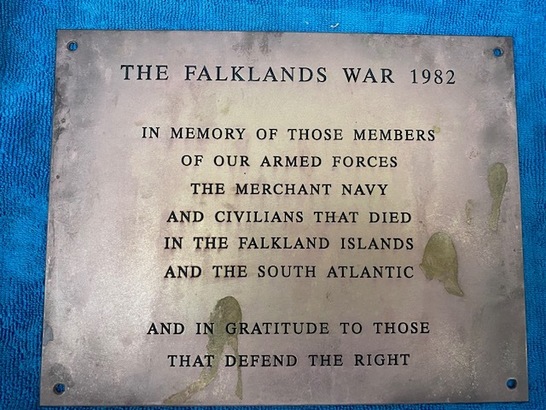 THE FALKLANDS WAR 1982
IN MEMORY OF THOSE MEMBERS
OF OUR ARMED FORCES
THE MERCHANT NAVY
AND CIVILIANS THAT DIED
IN THE FALKLAND ISLANDS
AND THE SOUTH ATLANTIC
AND IN GRATITUDE TO THOSE
THAT DEFEND THE RIGHT